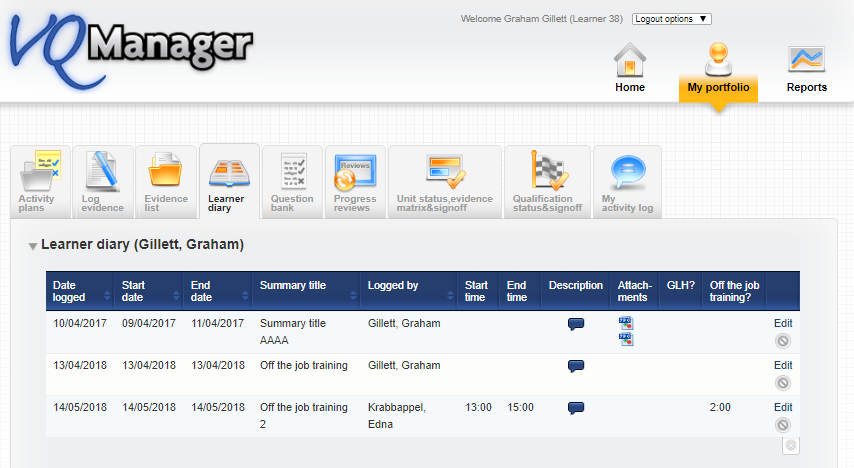 VQManager
Welcome Graham Gillett (Learner 38) Logout options
Home My portfolio Reports
Activity plans
Log evidence
Evidence list
Learner diary
Question bank
Reviews
Progress reviews
Unit status,evidence matrix&signoff
Qualification status&signoff
My activity log
Learner diary (Gillett, Graham)
Date logged Start date End date Summary title Logged by Start time End time Description Attach-ments GLH? Off the job training?
10/04/2017 09/04/2017 11/04/2017 Summary title Gillett, Graham Edit
AAAA
13/04/2018 13/04/2018 13/04/2018 Off the job training Gillett, Graham Edit
14/05/2018 14/05/2018 14/05/2018 Off the job training Krabbappel, 13:00 15:00 2:00 Edit
2 Edna